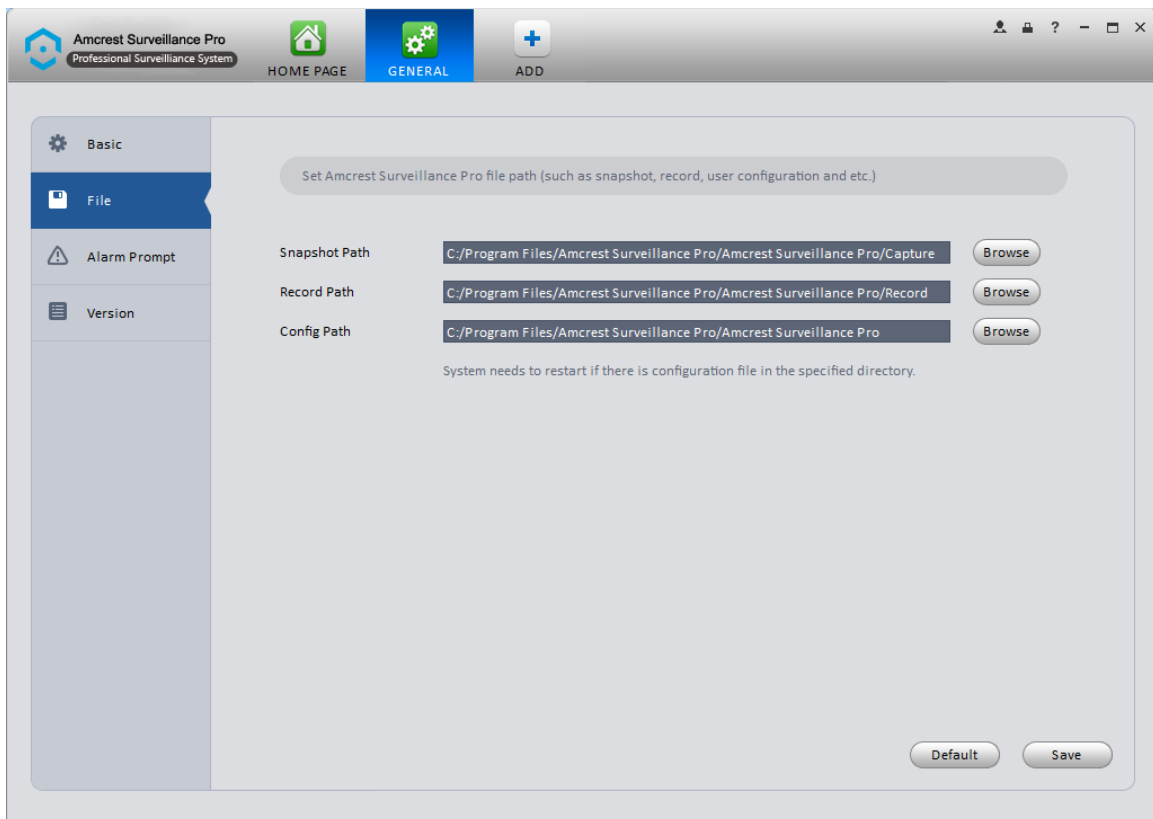 Amcrest Surveillance Pro
Professional Surveilliance System
HOME PAGE
GENERAL
ADD
?
Basic
File
Alarm Prompt
Version
Set Amcrest Surveillance Pro file path (such as snapshot, record, user configuration and etc.)
Snapshot Path C:/Program Files/Amcrest Surveillance Pro/Amcrest Surveillance Pro/Capture Browse
Record Path C:/Program Files/Amcrest Surveillance Pro/Amcrest Surveillance Pro/Record Browse
Config Path C:/Program Files/Amcrest Surveillance Pro/Amcrest Surveillance Pro Browse
System needs to restart if there is configuration file in the specified directory.
Default Save